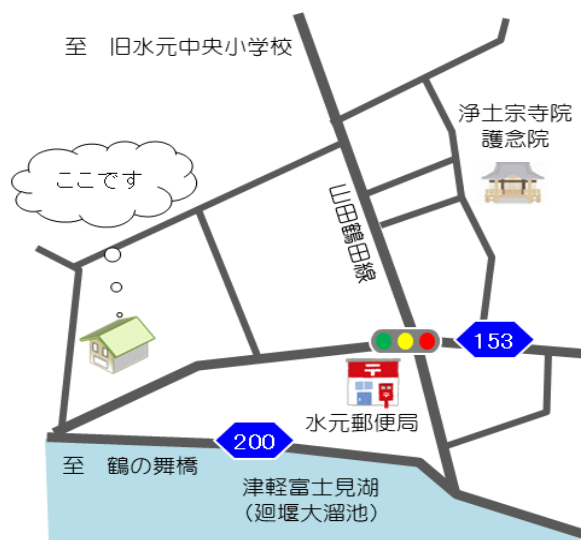 至　旧水元中央小学校
浄土宗寺院
護念院
ここです
山田鶴田線
153
水元郵便局
200
至　鶴の舞橋
津軽富士見湖
（廻堰大溜池）